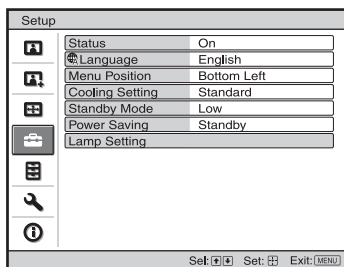 Setup
Status On
Language English
Menu Position Bottom Left
Cooling Setting Standard
Standby Mode Low
Power Saving Standby
Lamp Setting
Sel: Set: Exit: MENU